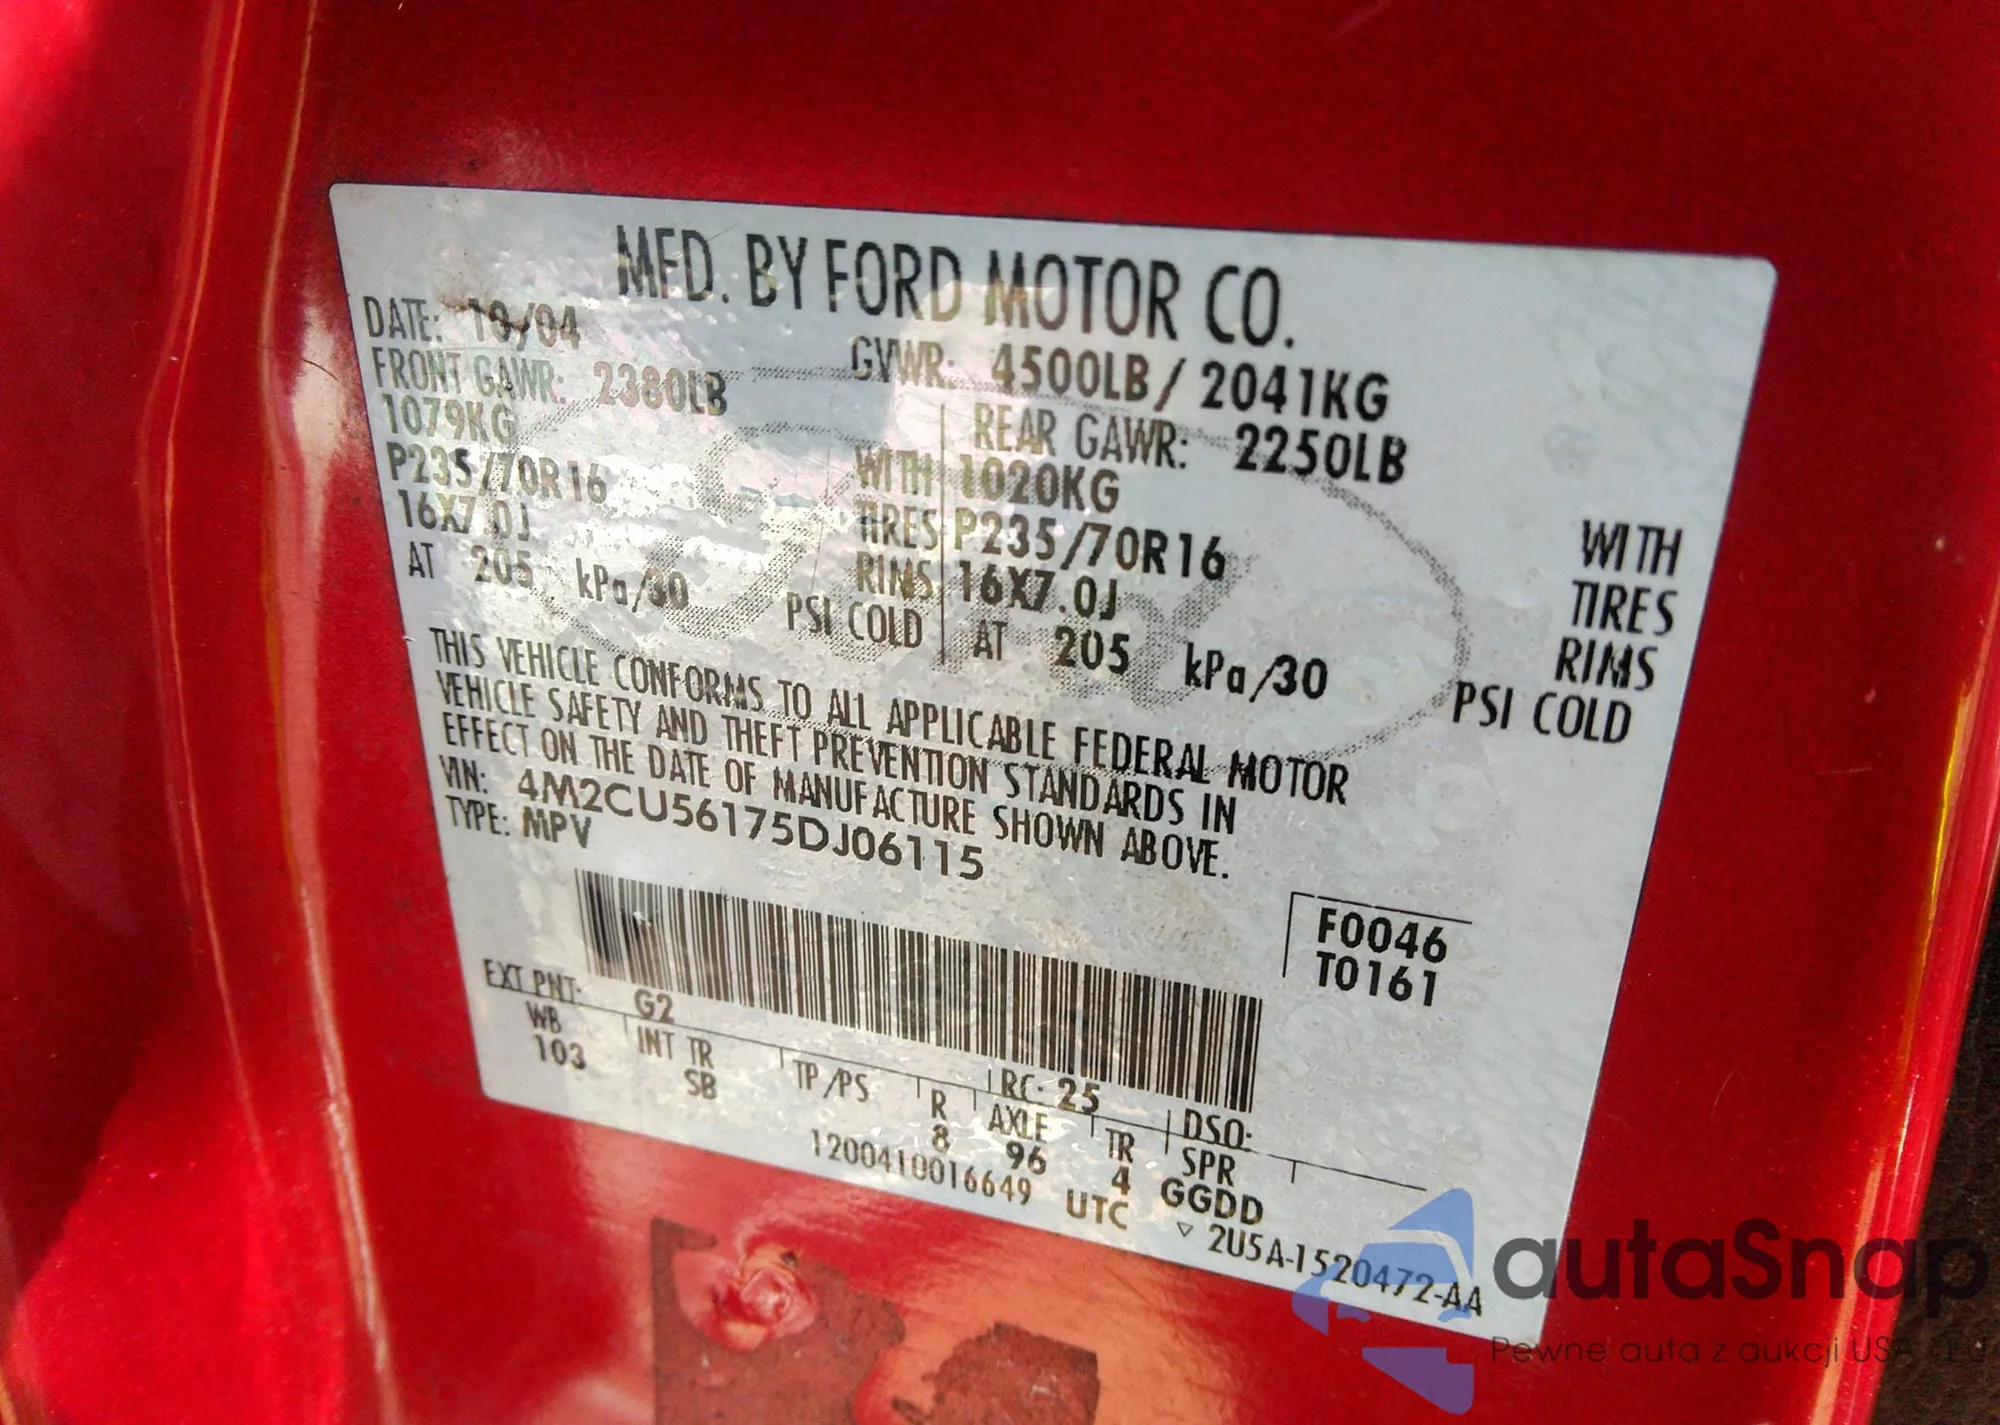 MFD. BY FORD MOTOR CO.
DATE: 10/04
GVWR: 4500LB / 2041KG
FRONT GAWR: 2380LB
REAR GAWR: 2250LB
1079KG WITH
1020KG WITH
P235/70R16 TIRES
P235/70R16 TIRES
16X7.0J RIMS
16X7.0J RIMS
AT 205 kPa/30 PSI COLD
AT 205 kPa/30 PSI COLD
THIS VEHICLE CONFORMS TO ALL APPLICABLE FEDERAL MOTOR
VEHICLE SAFETY AND THEFT PREVENTION STANDARDS IN
EFFECT ON THE DATE OF MANUFACTURE SHOWN ABOVE.
VIN: 4M2CU56175DJ06115
TYPE: MPV
F0046
T0161
EXT PNT: G2
RC: 25
DSO:
WB INT TR TP/PS R AXLE TR SPR
103 SB 8 96 4 GGDD
1200410016649 UTC
▽ 2U5A-1520472-AA
autaSnap
Pewne auta z aukcji USA i EU